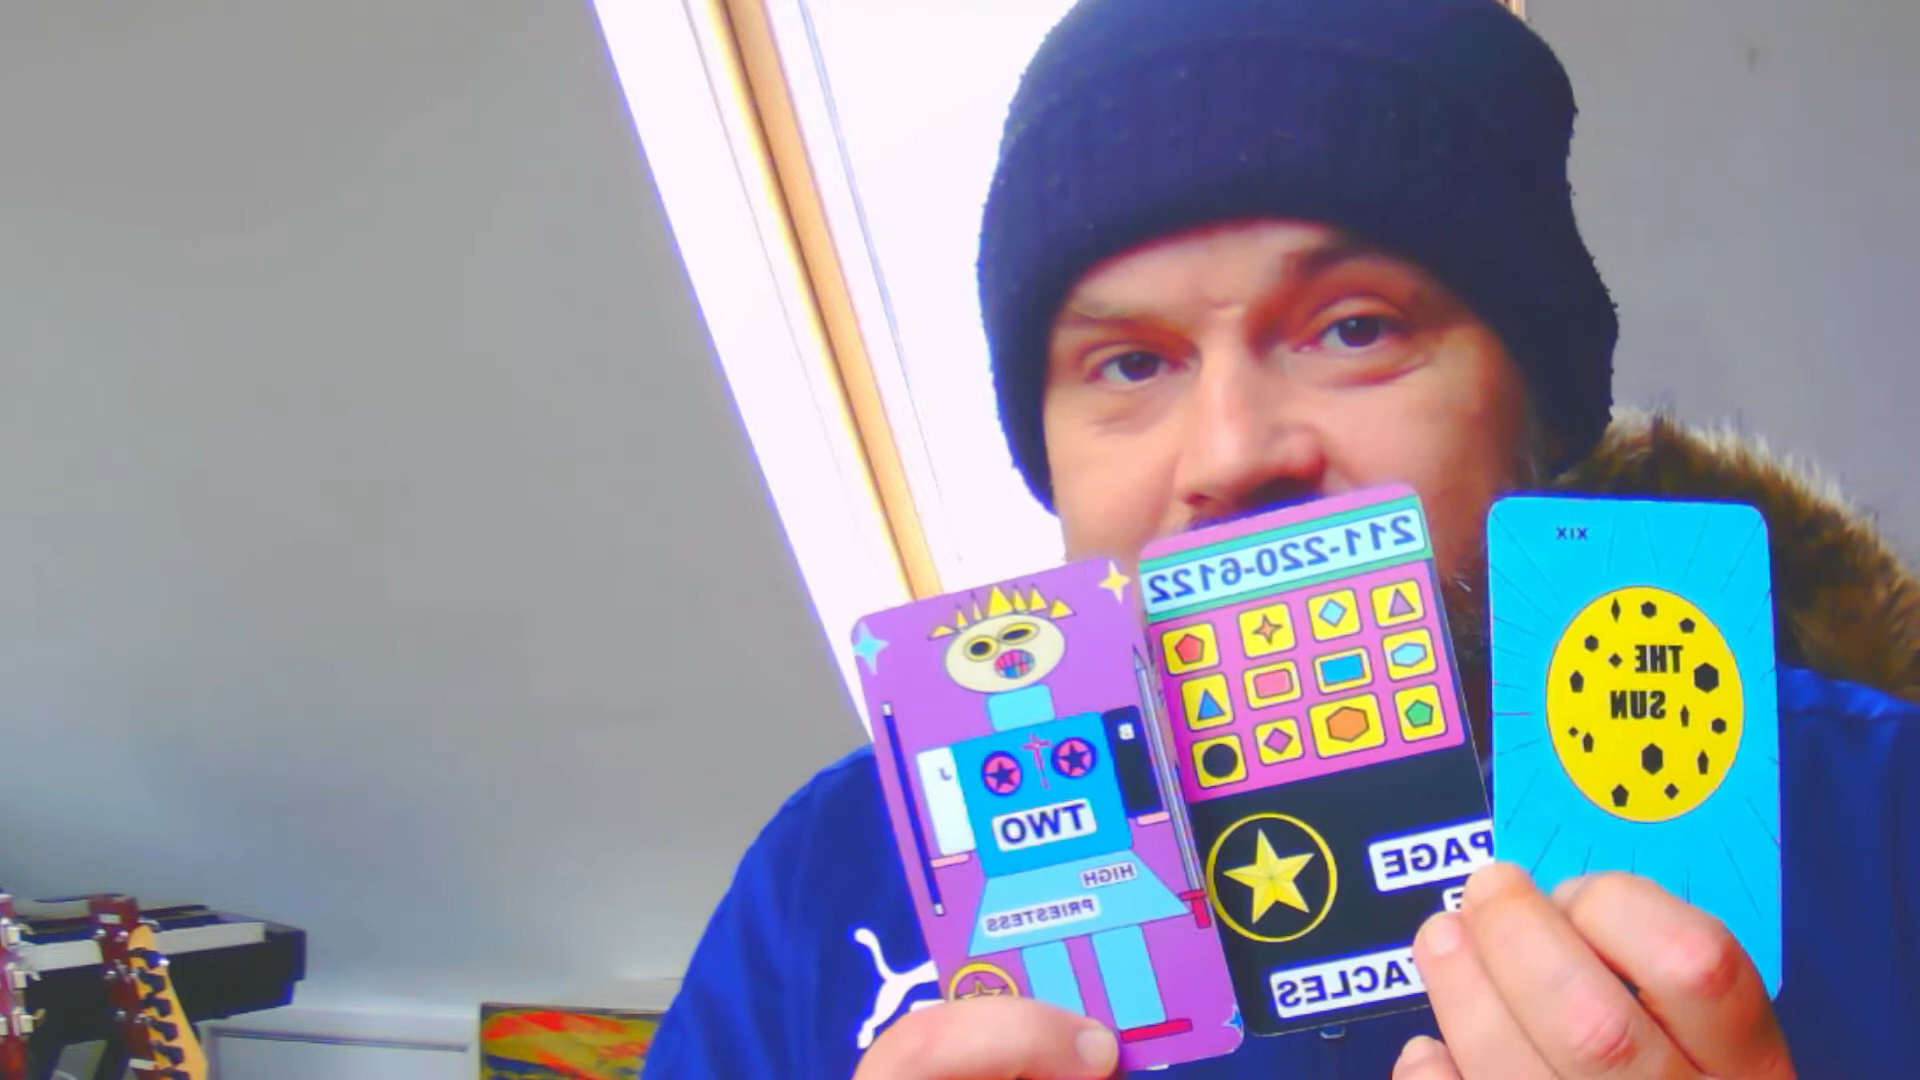 TWO
HIGH
PRIESTESS
B
J
211-220-6122
PAGE
TACLES
XIX
THE
SUN